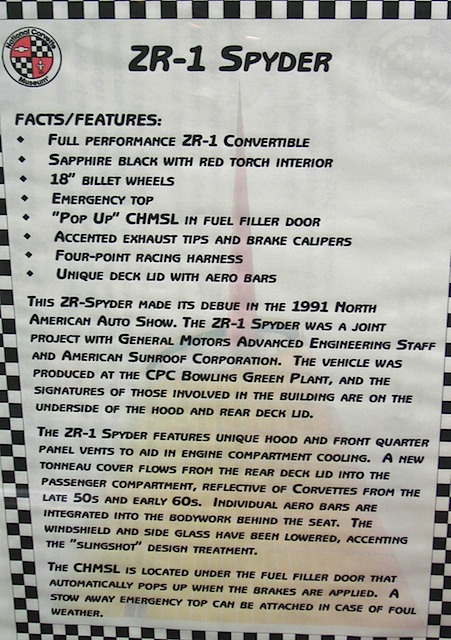 National Corvette
Museum
ZR-1 SPYDER
FACTS/FEATURES:
FULL PERFORMANCE ZR-1 CONVERTIBLE
SAPPHIRE BLACK WITH RED TORCH INTERIOR
18" BILLET WHEELS
EMERGENCY TOP
"POP UP" CHMSL IN FUEL FILLER DOOR
ACCENTED EXHAUST TIPS AND BRAKE CALIPERS
FOUR-POINT RACING HARNESS
UNIQUE DECK LID WITH AERO BARS
THIS ZR-SPYDER MADE ITS DEBUE IN THE 1991 NORTH
AMERICAN AUTO SHOW. THE ZR-1 SPYDER WAS A JOINT
PROJECT WITH GENERAL MOTORS ADVANCED ENGINEERING STAFF
AND AMERICAN SUNROOF CORPORATION. THE VEHICLE WAS
PRODUCED AT THE CPC BOWLING GREEN PLANT, AND THE
SIGNATURES OF THOSE INVOLVED IN THE BUILDING ARE ON THE
UNDERSIDE OF THE HOOD AND REAR DECK LID.
THE ZR-1 SPYDER FEATURES UNIQUE HOOD AND FRONT QUARTER
PANEL VENTS TO AID IN ENGINE COMPARTMENT COOLING. A NEW
TONNEAU COVER FLOWS FROM THE REAR DECK LID INTO THE
PASSENGER COMPARTMENT, REFLECTIVE OF CORVETTES FROM THE
LATE 50S AND EARLY 60S. INDIVIDUAL AERO BARS ARE
INTEGRATED INTO THE BODYWORK BEHIND THE SEAT. THE
WINDSHIELD AND SIDE GLASS HAVE BEEN LOWERED, ACCENTING
THE "SLINGSHOT" DESIGN TREATMENT.
THE CHMSL IS LOCATED UNDER THE FUEL FILLER DOOR THAT
AUTOMATICALLY POPS UP WHEN THE BRAKES ARE APPLIED. A
STOW AWAY EMERGENCY TOP CAN BE ATTACHED IN CASE OF FOUL
WEATHER.